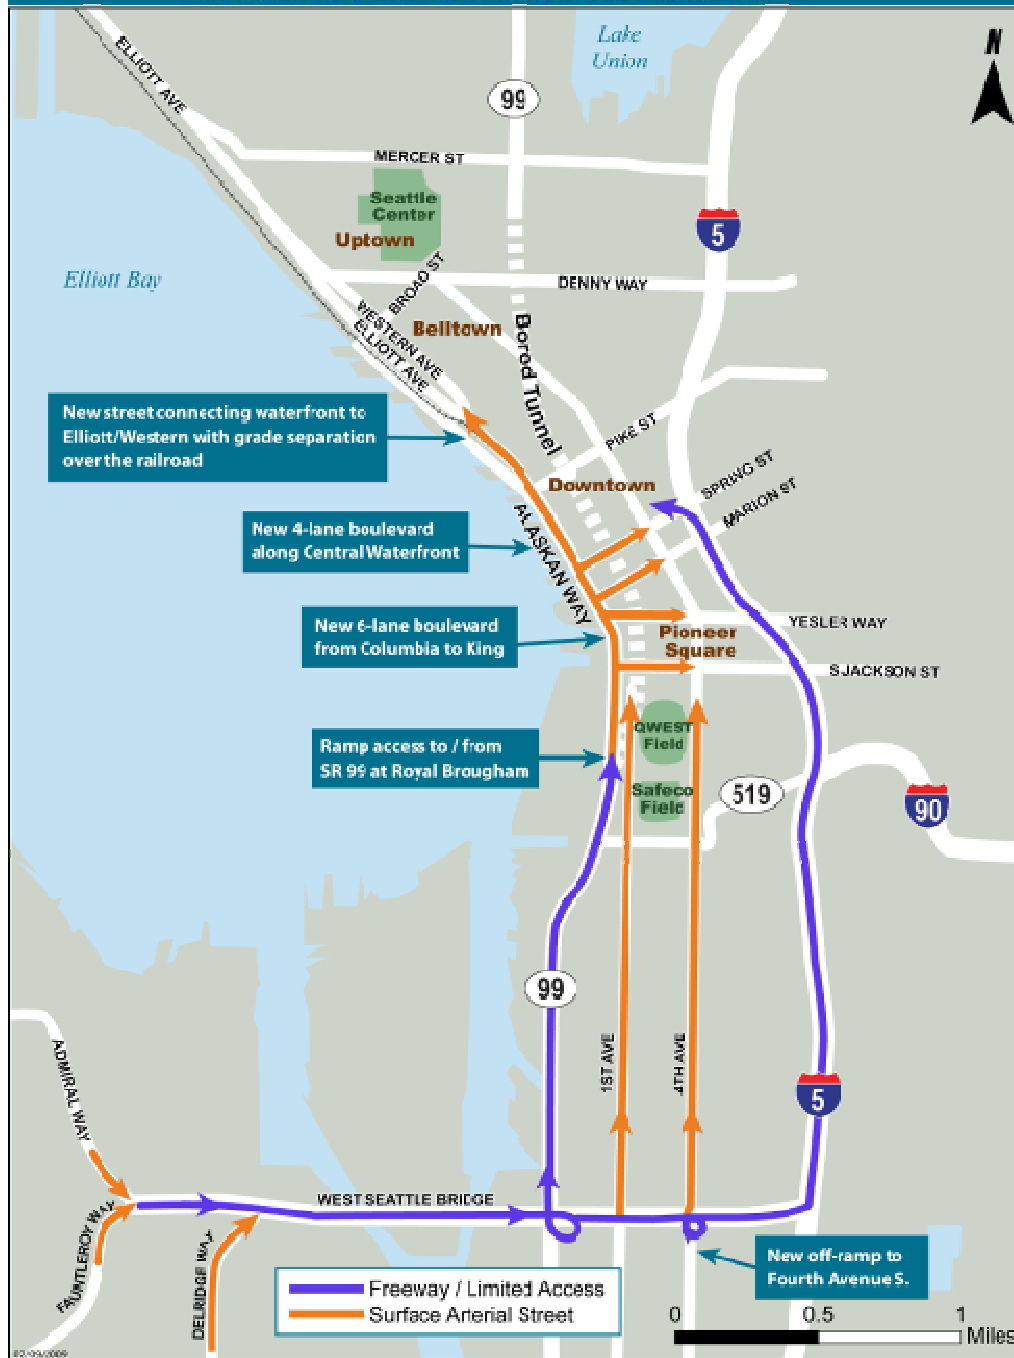 Lake
Union
N
ELLIOTT AVE
99
MERCER ST
Seattle
Center
Uptown
5
Elliott Bay
BROAD ST
DENNY WAY
WESTERN AVE
ELLIOTT AVE
Belltown
Bored Tunnel
New street connecting waterfront to
Elliott/Western with grade separation
over the railroad
PIKE ST
Downtown
SPRING ST
MARION ST
New 4-lane boulevard
along Central Waterfront
ALASKAN WAY
New 6-lane boulevard
from Columbia to King
YESLER WAY
Pioneer
Square
S JACKSON ST
Ramp access to / from
SR 99 at Royal Brougham
QWEST
Field
Safeco
Field
519
90
99
1ST AVE
4TH AVE
5
ADMIRAL WAY
WEST SEATTLE BRIDGE
FAUNTLEROY WAY
DELRIDGE WAY
New off-ramp to
Fourth Avenue S.
Freeway / Limited Access
Surface Arterial Street
0 0.5 1
Miles
02/09/2009